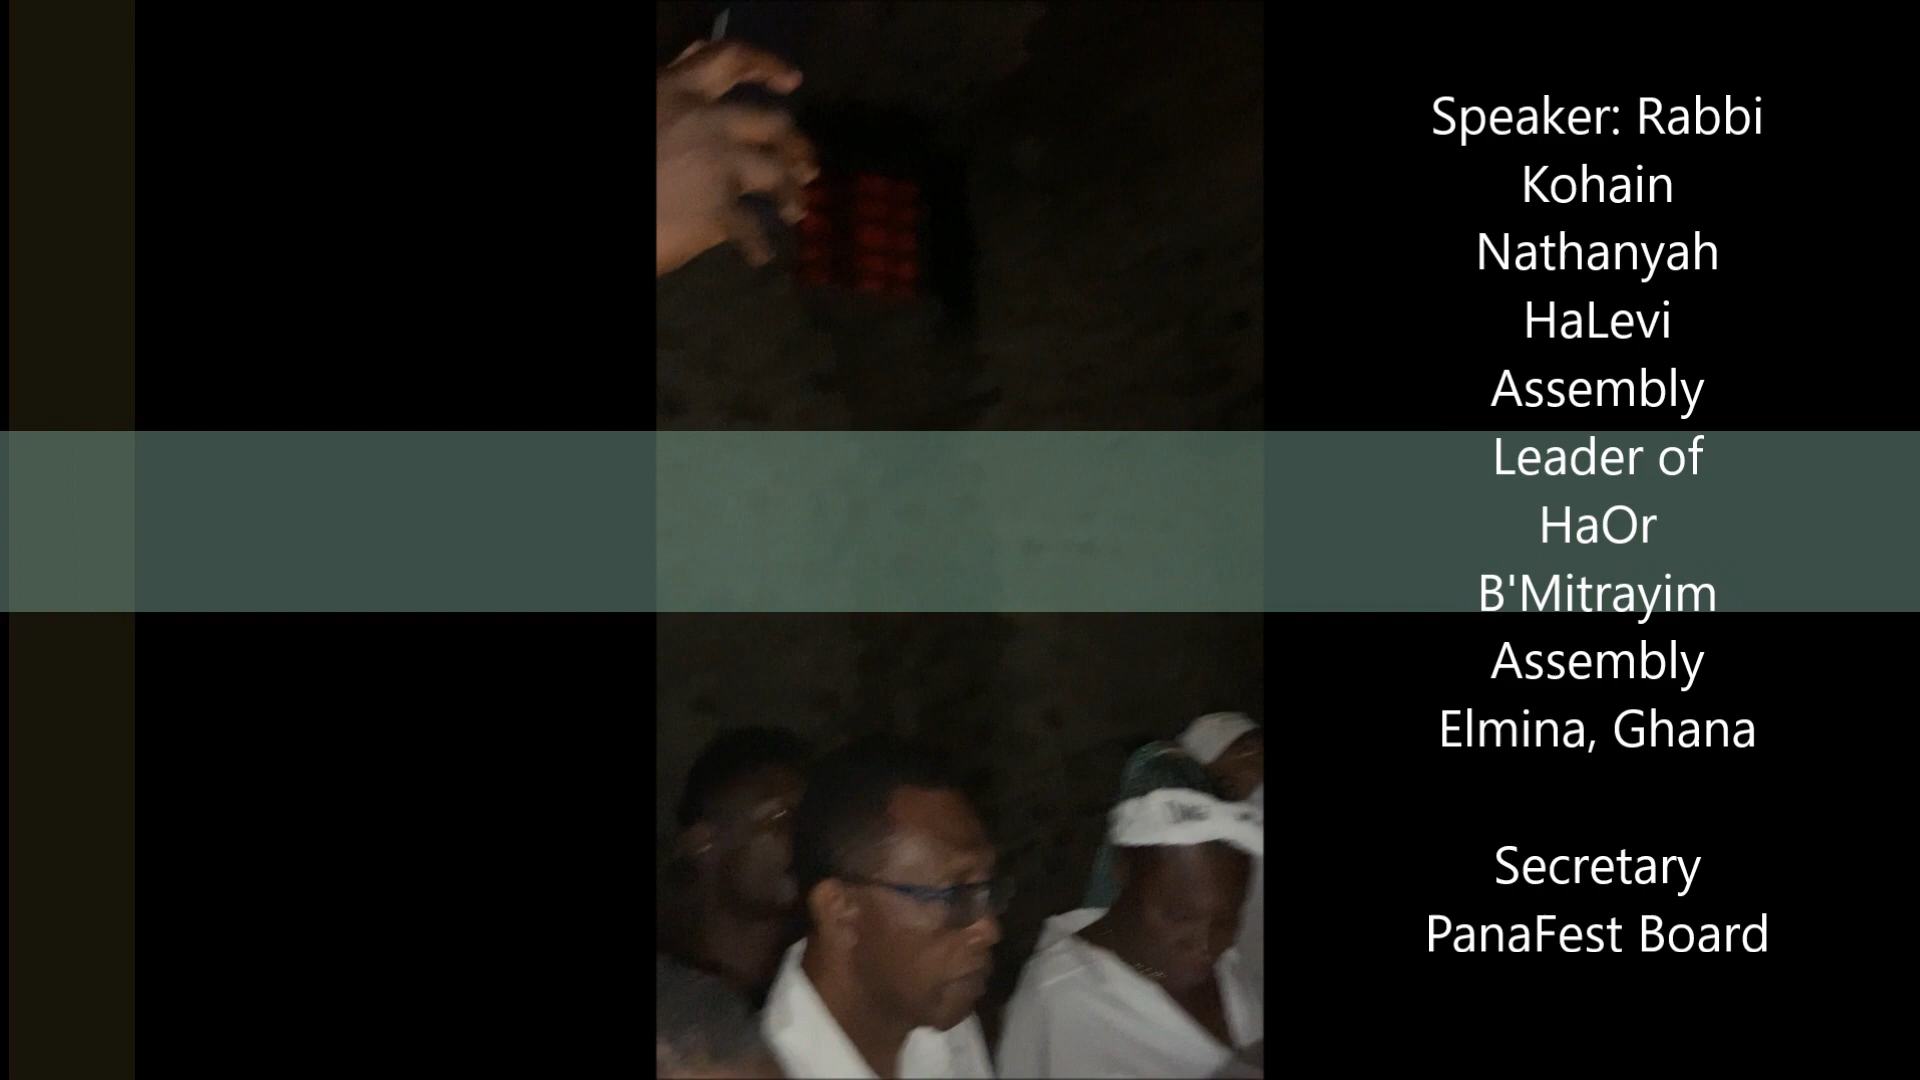 Speaker: Rabbi
Kohain
Nathanyah
HaLevi
Assembly
Leader of
HaOr
B'Mitrayim
Assembly
Elmina, Ghana
Secretary
PanaFest Board